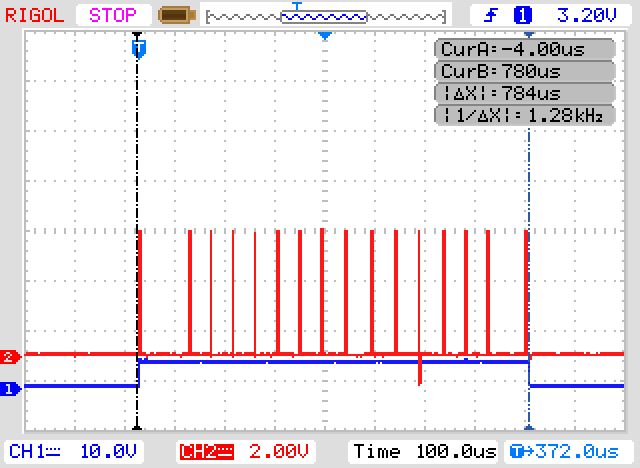 RIGOL STOP T 1 3.20V
CurA:-4.00us
CurB: 780us
|ΔX|: 784us
|1/ΔX|: 1.28kHz
T
2
1
CH1 10.0V CH2 2.00V Time 100.0us T→372.0us